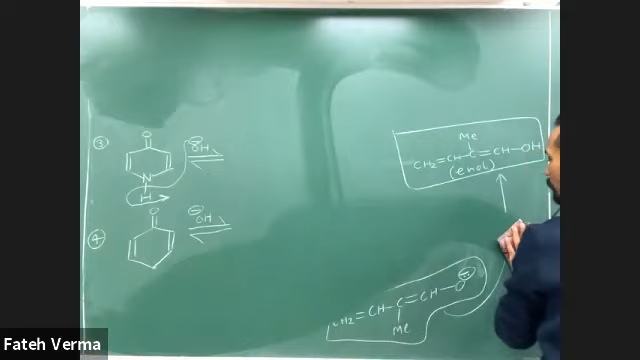 ③ O
N
H
⊖OH
④ O
⊖OH
Me
CH2=CH-C=CH-OH
(enol)
CH2=CH-C=CH-O⊖
Me
Fateh Verma